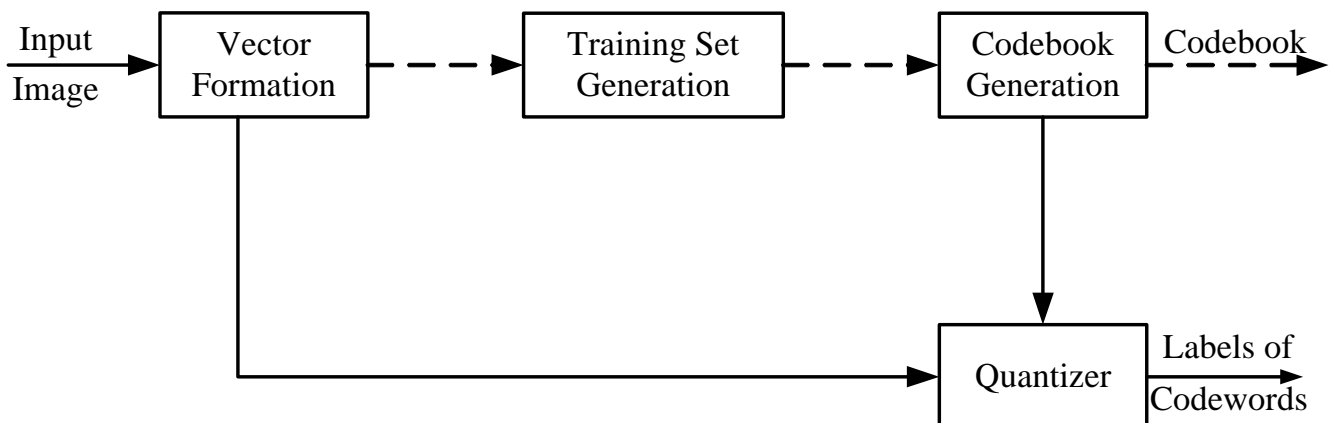 Input
Image
Vector
Formation
Training Set
Generation
Codebook
Generation
Codebook
Quantizer
Labels of
Codewords